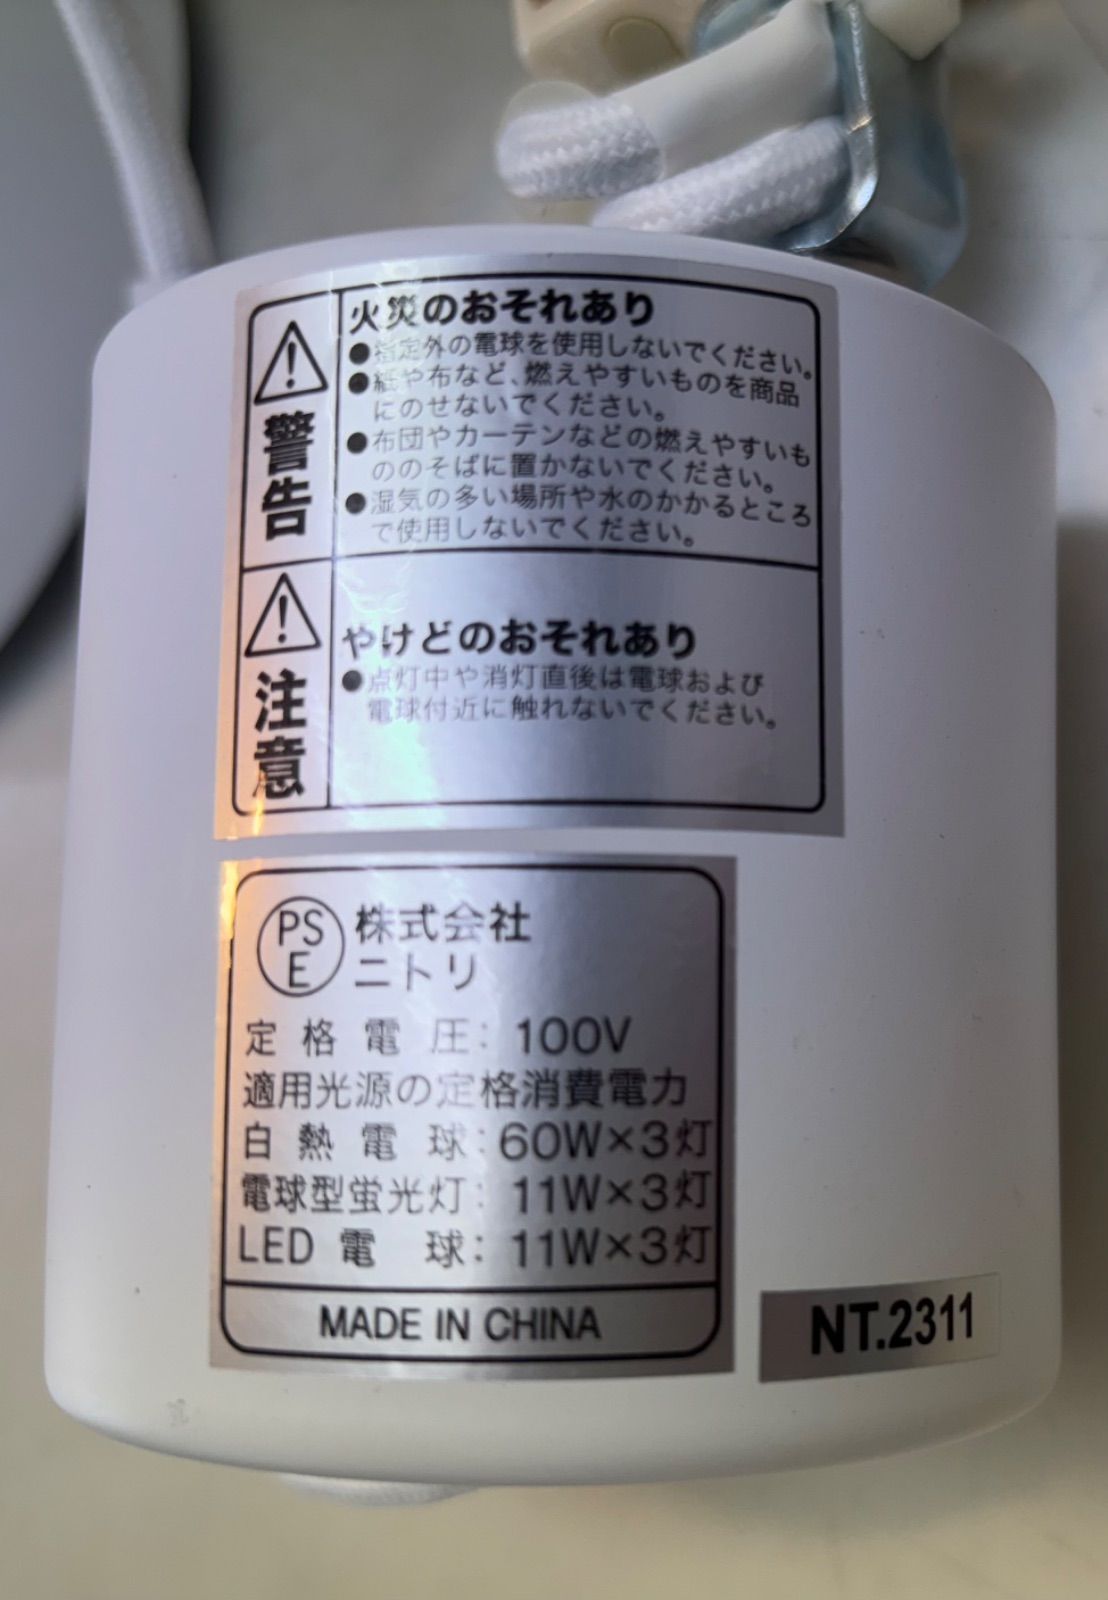 警告
火災のおそれあり
●指定外の電球を使用しないでください。
●紙や布など、燃えやすいものを商品
にのせないでください。
●布団やカーテンなどの燃えやすいも
ののそばに置かないでください。
●湿気の多い場所や水のかかるところ
で使用しないでください。
注意
やけどのおそれあり
●点灯中や消灯直後は電球および
電球付近に触れないでください。
PS
E
株式会社
ニトリ
定格電圧：100V
適用光源の定格消費電力
白熱電球：60W×3灯
電球型蛍光灯：11W×3灯
LED電球：11W×3灯
MADE IN CHINA
NT.2311